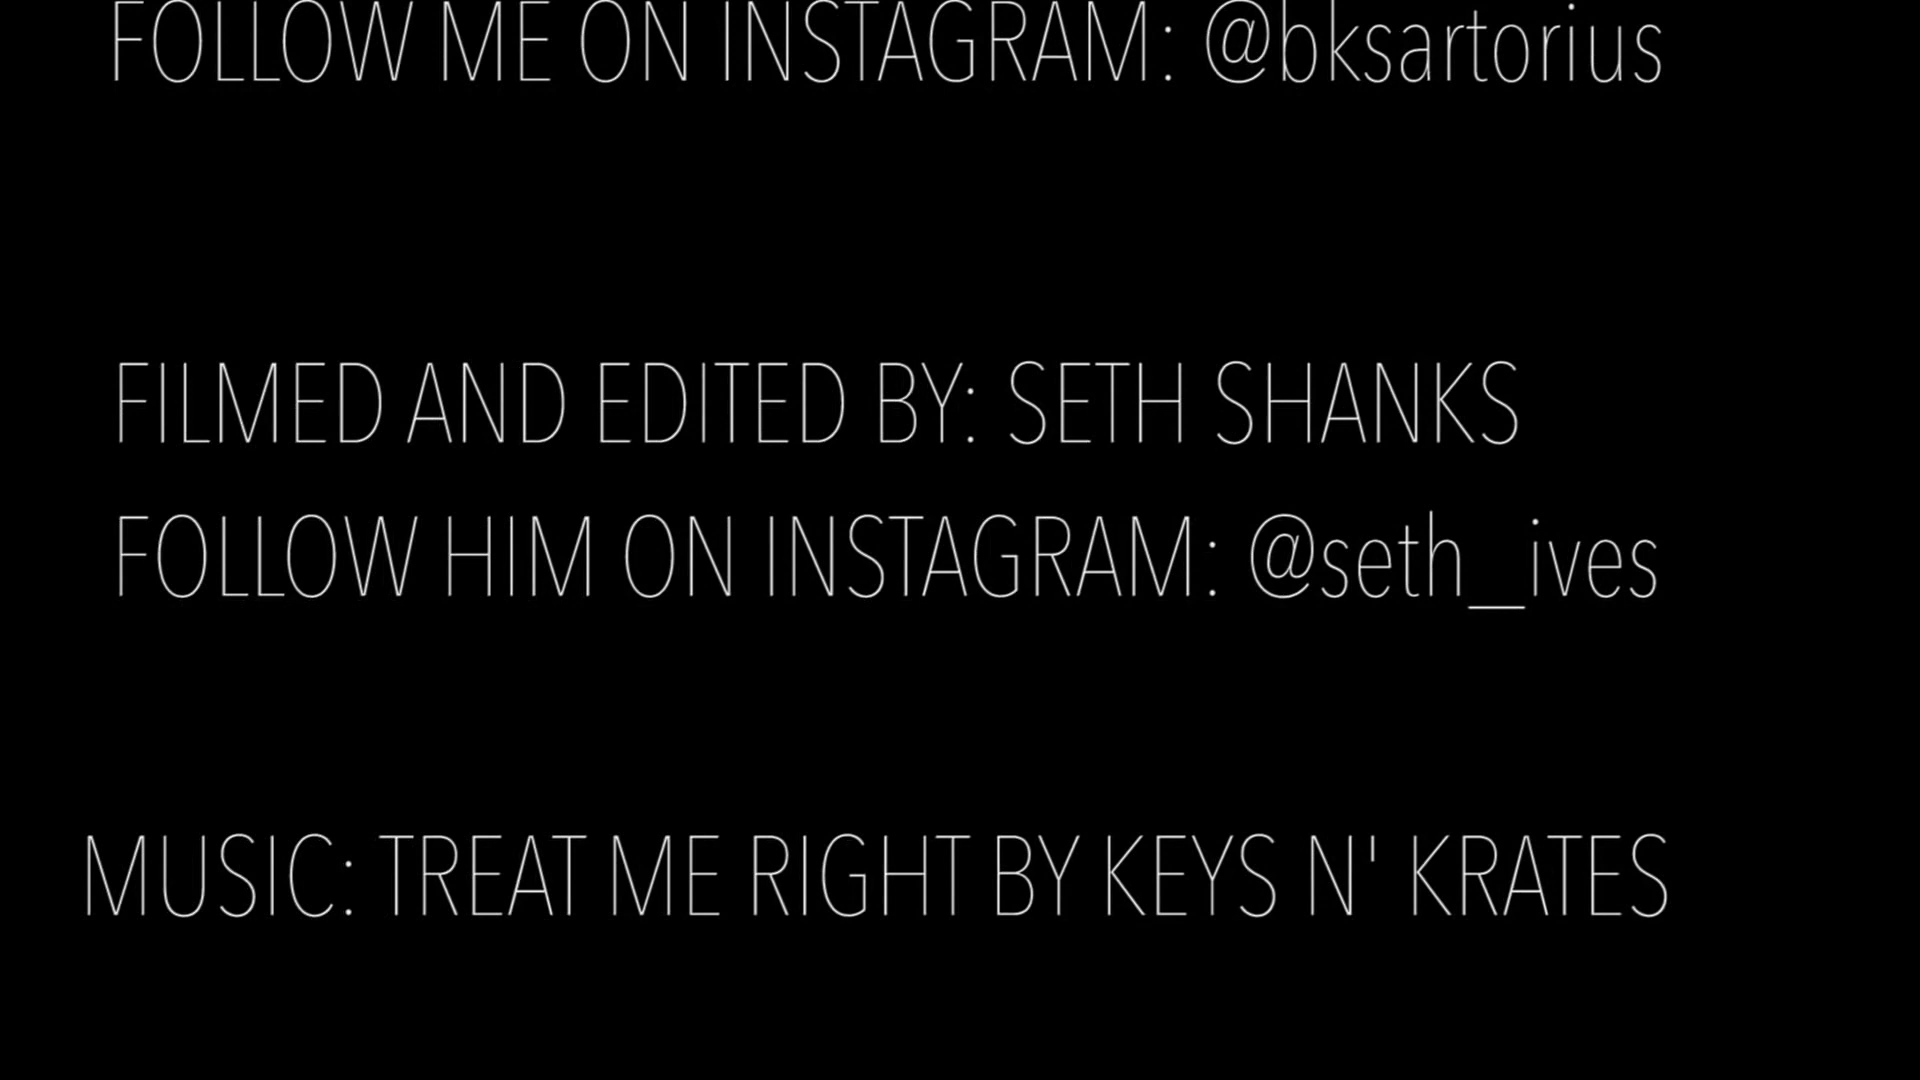 FOLLOW ME ON INSTAGRAM: @bksartorius
FILMED AND EDITED BY: SETH SHANKS
FOLLOW HIM ON INSTAGRAM: @seth_ives
MUSIC: TREAT ME RIGHT BY KEYS N' KRATES